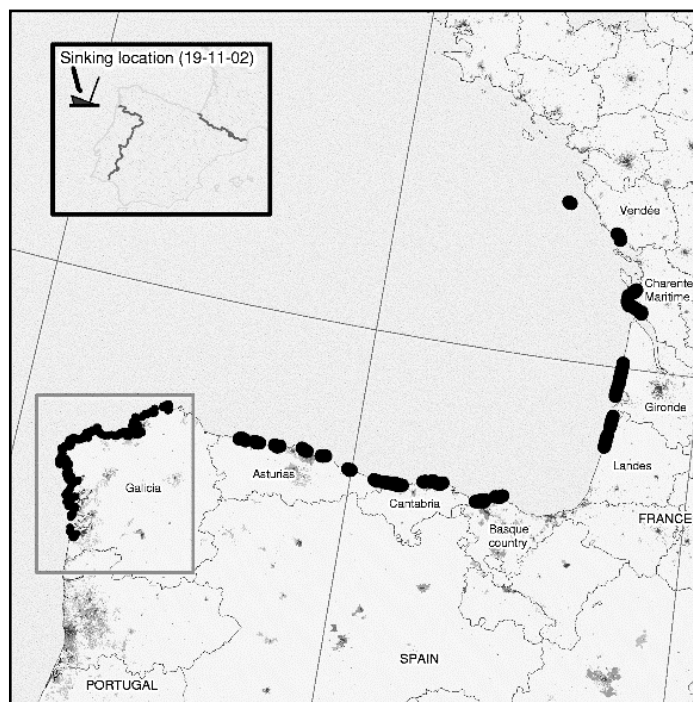 Sinking location (19-11-02)
Vendée
Charente
Maritime
Gironde
Landes
FRANCE
Galicia
Asturias
Cantabria
Basque
country
SPAIN
PORTUGAL